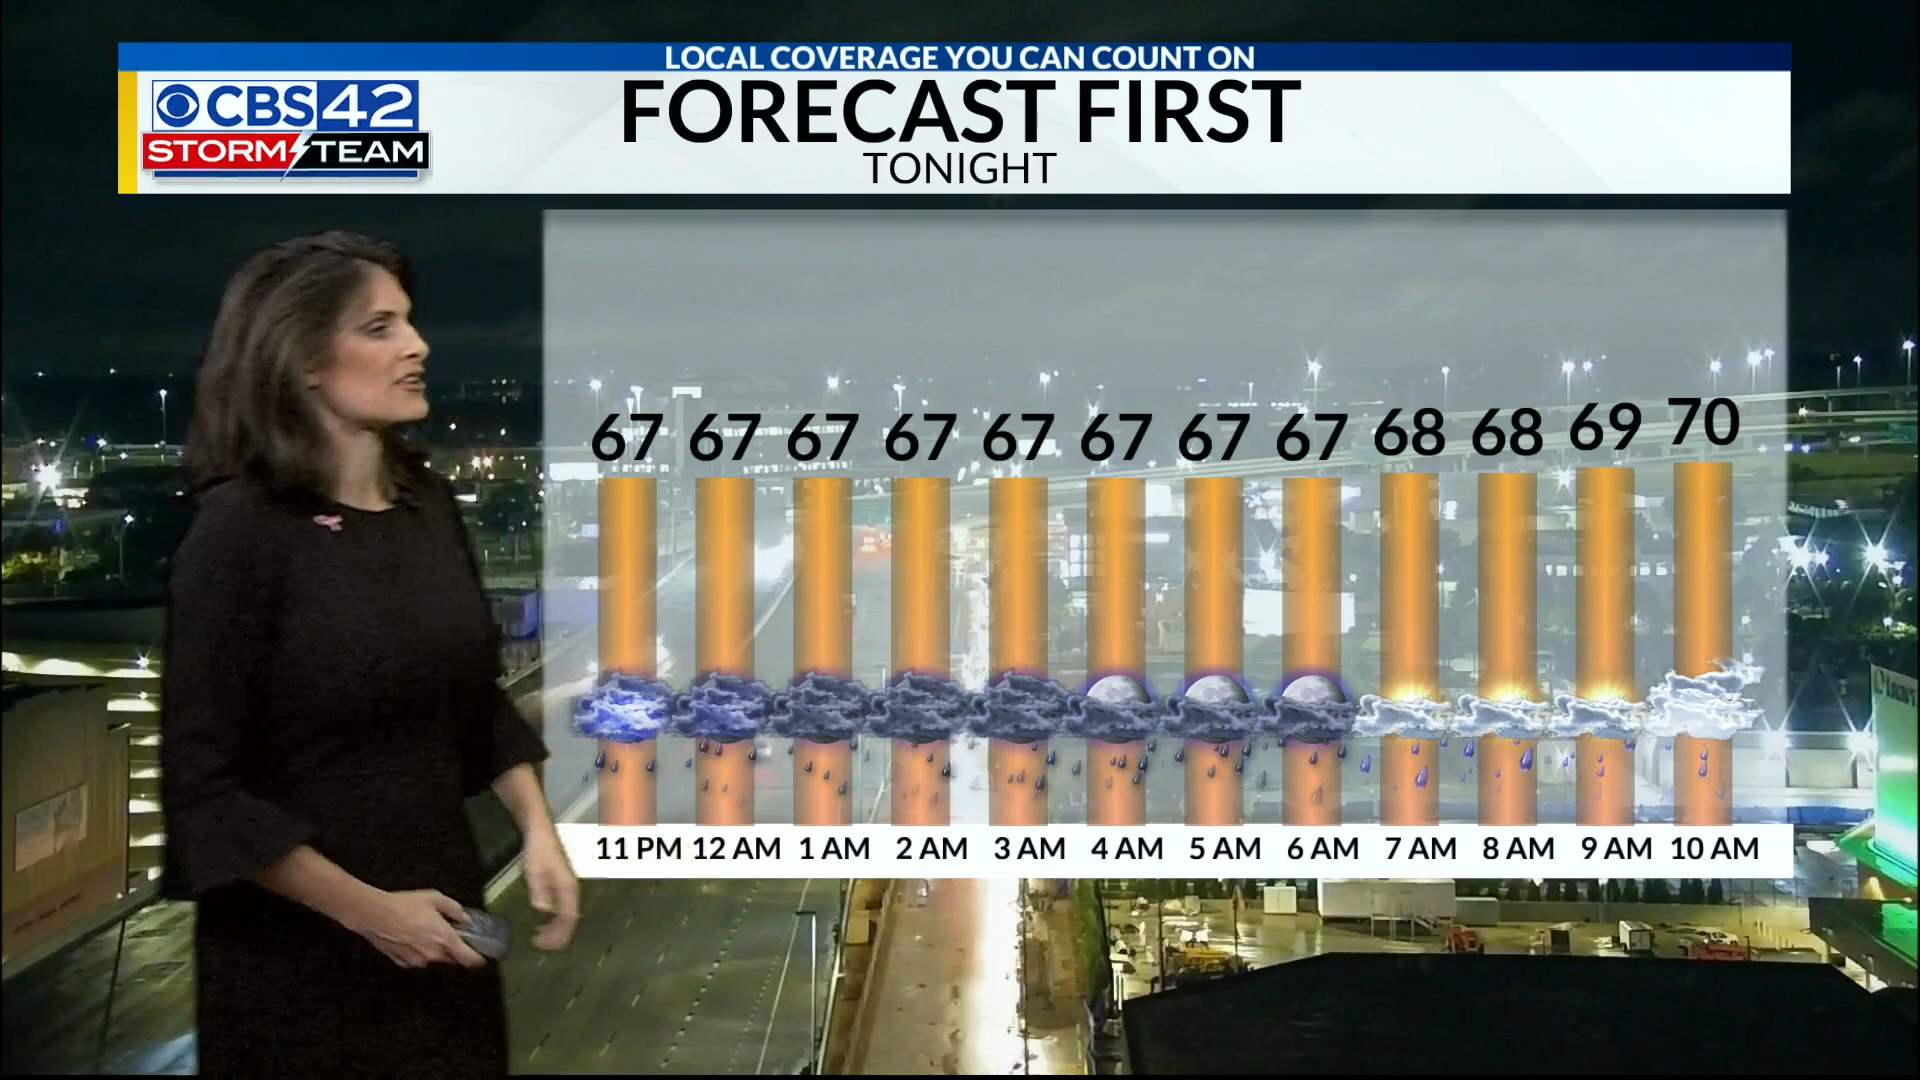 LOCAL COVERAGE YOU CAN COUNT ON
CBS 42
STORM TEAM
FORECAST FIRST
TONIGHT
67 67 67 67 67 67 67 67 68 68 69 70
11 PM 12 AM 1 AM 2 AM 3 AM 4 AM 5 AM 6 AM 7 AM 8 AM 9 AM 10 AM